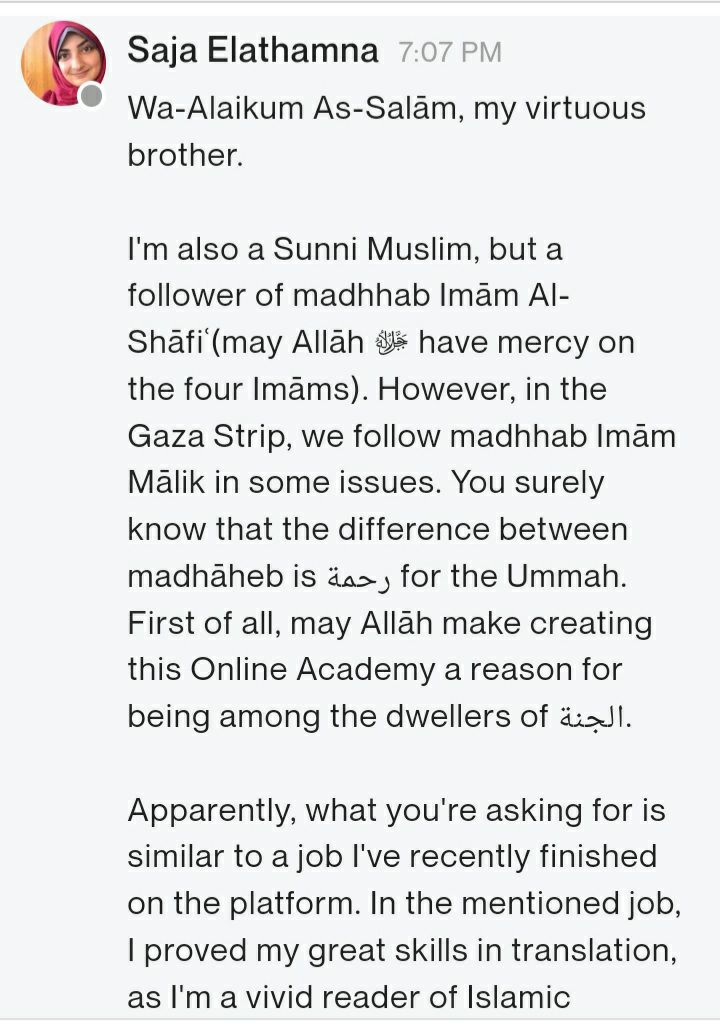 Saja Elathamna 7:07 PM
Wa-Alaikum As-Salām, my virtuous
brother.
I'm also a Sunni Muslim, but a
follower of madhhab Imām Al-
Shāfiʿ(may Allāh ﷻ have mercy on
the four Imāms). However, in the
Gaza Strip, we follow madhhab Imām
Mālik in some issues. You surely
know that the difference between
madhāheb is رحمة for the Ummah.
First of all, may Allāh make creating
this Online Academy a reason for
being among the dwellers of الجنة.
Apparently, what you're asking for is
similar to a job I've recently finished
on the platform. In the mentioned job,
I proved my great skills in translation,
as I'm a vivid reader of Islamic